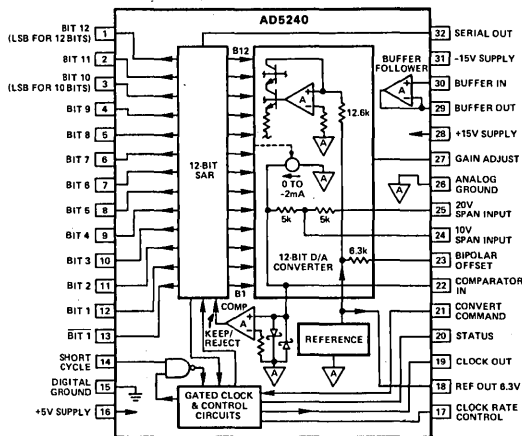 AD5240
BIT 12
(LSB FOR 12 BITS)
1
BIT 11
2
BIT 10
(LSB FOR 10 BITS)
3
BIT 9
4
BIT 8
5
BIT 7
6
BIT 6
7
BIT 5
8
BIT 4
9
BIT 3
10
BIT 2
11
BIT 1
12
BIT 1
13
SHORT
CYCLE
14
DIGITAL
GROUND
15
+5V SUPPLY
16
12-BIT
SAR
B12
B1
A
A
A
12.6k
0 TO
-2mA
5k
5k
6.3k
12-BIT D/A
CONVERTER
COMP
KEEP/
REJECT
A
A
REFERENCE
A
GATED CLOCK
& CONTROL
CIRCUITS
BUFFER
FOLLOWER
A
A
32
SERIAL OUT
31
-15V SUPPLY
30
BUFFER IN
29
BUFFER OUT
28
+15V SUPPLY
27
GAIN ADJUST
26
ANALOG
GROUND
25
20V
SPAN INPUT
24
10V
SPAN INPUT
23
BIPOLAR
OFFSET
22
COMPARATOR
IN
21
CONVERT
COMMAND
20
STATUS
19
CLOCK OUT
18
REF OUT 6.3V
17
CLOCK RATE
CONTROL